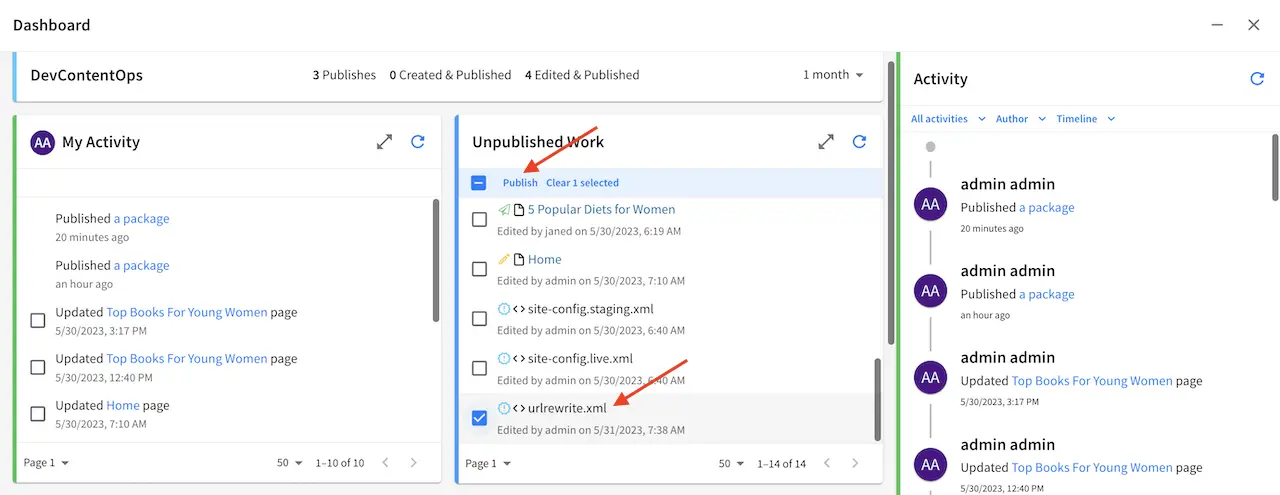 Dashboard
DevContentOps
3 Publishes 0 Created & Published 4 Edited & Published
1 month
AA My Activity
Published a package
20 minutes ago
Published a package
an hour ago
Updated Top Books For Young Women page
5/30/2023, 3:17 PM
Updated Top Books For Young Women page
5/30/2023, 12:40 PM
Updated Home page
5/30/2023, 7:10 AM
Page 1 50 1–10 of 10
Unpublished Work
Publish Clear 1 selected
5 Popular Diets for Women
Edited by janed on 5/30/2023, 6:19 AM
Home
Edited by admin on 5/30/2023, 7:10 AM
site-config.staging.xml
Edited by admin on 5/30/2023, 6:40 AM
site-config.live.xml
Edited by admin on 5/30/2023, 6:40 AM
urlrewrite.xml
Edited by admin on 5/31/2023, 7:38 AM
Page 1 50 1–14 of 14
Activity
All activities Author Timeline
admin admin
AA Published a package
20 minutes ago
admin admin
AA Published a package
an hour ago
admin admin
AA Updated Top Books For Young Women page
5/30/2023, 3:17 PM
admin admin
AA Updated Top Books For Young Women page
5/30/2023, 12:40 PM